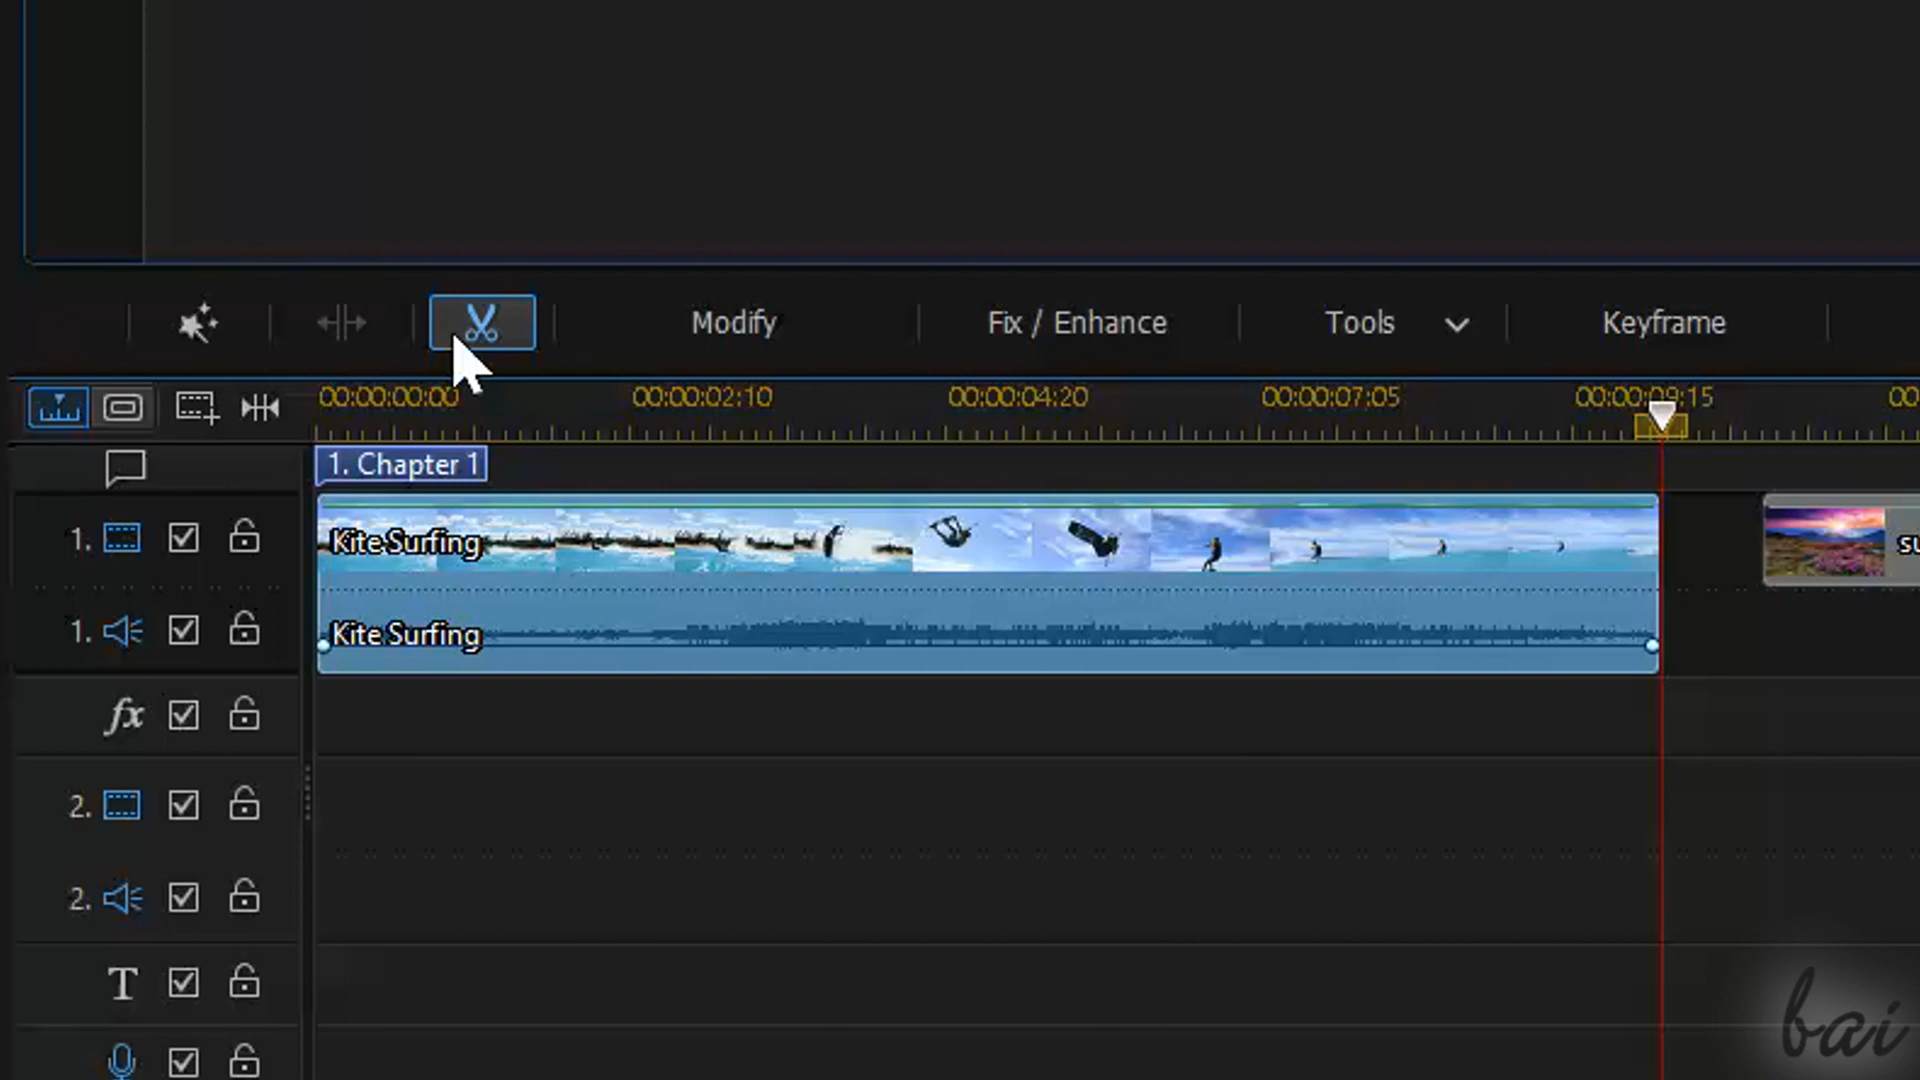 Modify Fix / Enhance Tools Keyframe
00:00:00:00 00:00:02:10 00:00:04:20 00:00:07:05 00:00:09:15 00
1. Chapter 1
1. Kite Surfing su
1. Kite Surfing
fx
2.
2.
T
bai